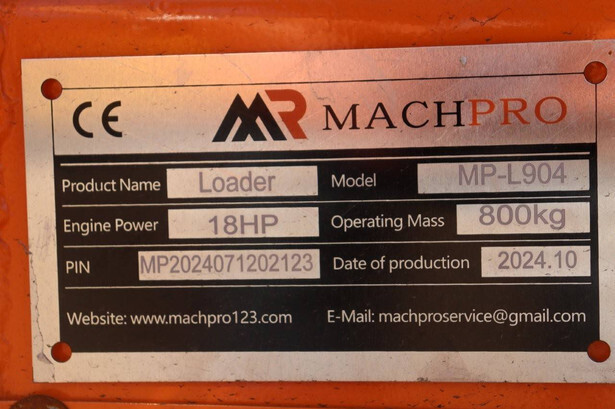 CE MR MACHPRO
Product Name Loader Model MP-L904
Engine Power 18HP Operating Mass 800kg
PIN MP2024071202123 Date of production 2024.10
Website: www.machpro123.com E-Mail: machproservice@gmail.com